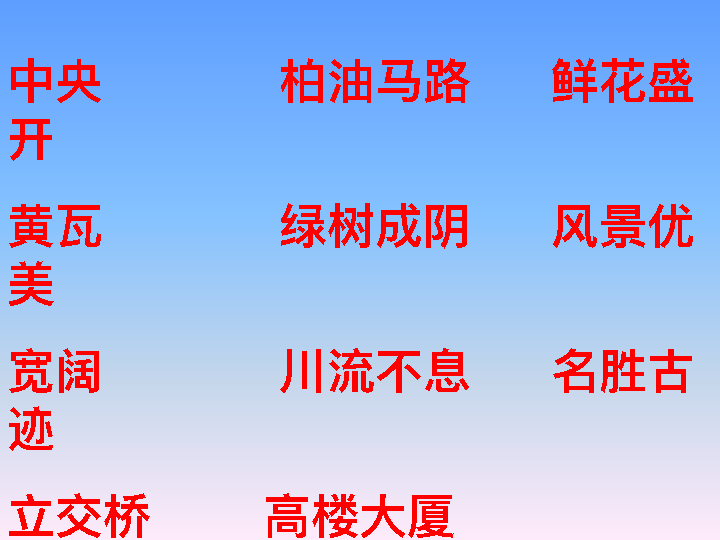 中央 柏油马路 鲜花盛
开
黄瓦 绿树成阴 风景优
美
宽阔 川流不息 名胜古
迹
立交桥 高楼大厦